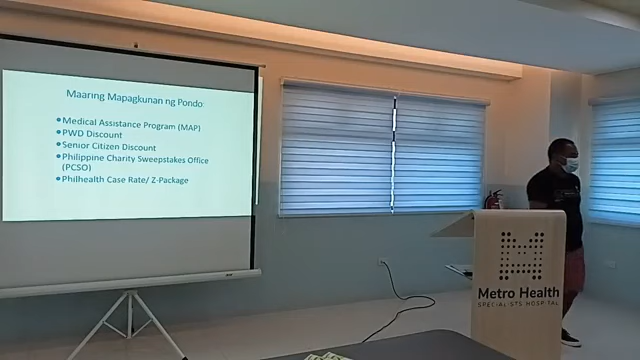 Maaring Mapagkunan ng Pondo:
•Medical Assistance Program (MAP)
•PWD Discount
•Senior Citizen Discount
•Philippine Charity Sweepstakes Office
(PCSO)
•Philhealth Case Rate/ Z-Package
Metro Health
SPECIALISTS HOSPITAL